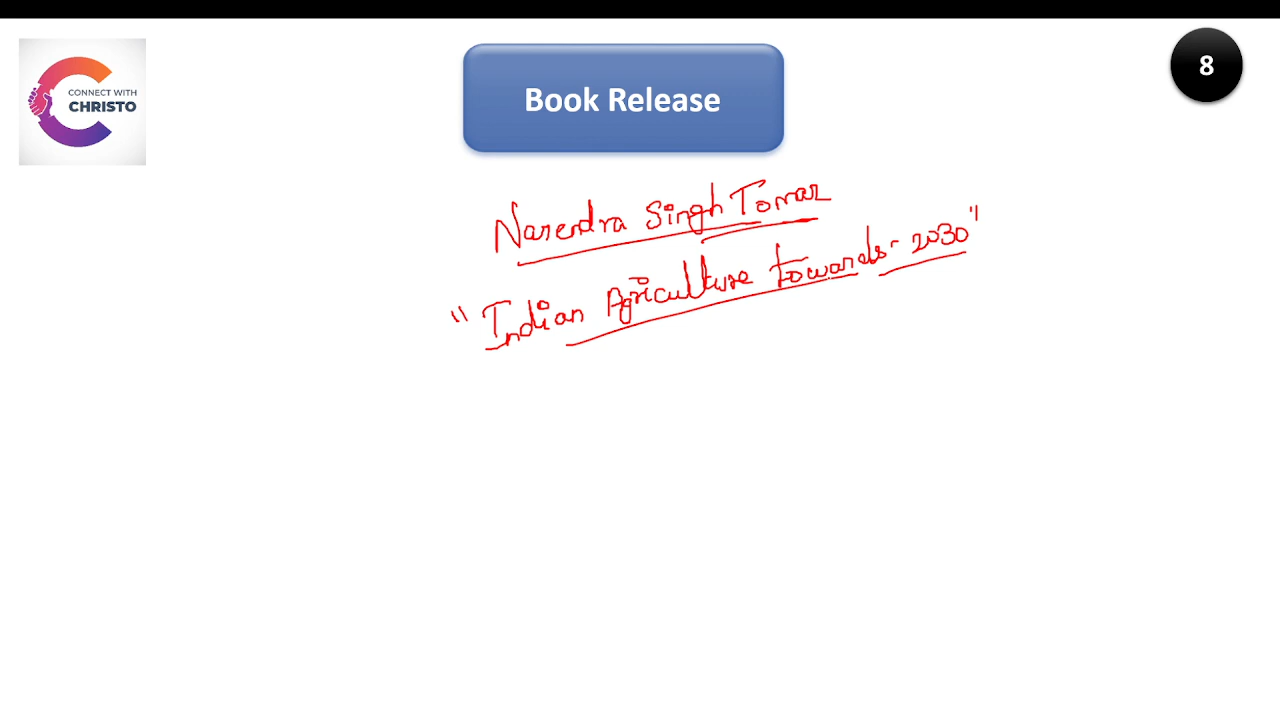 CONNECT WITH
CHRISTO
Book Release
8
Narendra Singh Tomar
"Indian Agriculture towards - 2030"